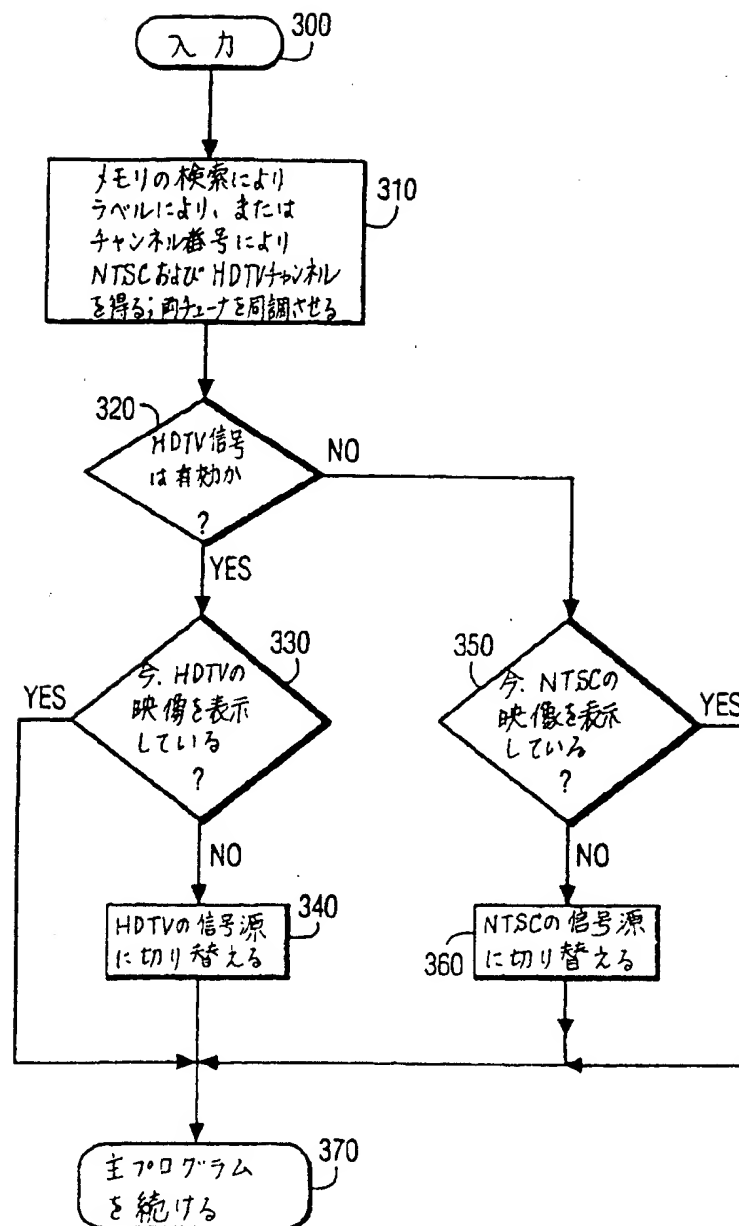 300
入力
310
メモリの検索により
ラベルにより、または
チャンネル番号により
NTSCおよびHDTVチャンネル
を得る;両チューナを同調させる
320
HDTV信号
は有効か
?
NO
YES
330
今、HDTVの
映像を表示
している
?
YES
NO
350
今、NTSCの
映像を表示
している
?
YES
NO
340
HDTVの信号源
に切り替える
360
NTSCの信号源
に切り替える
370
主プログラム
を続ける